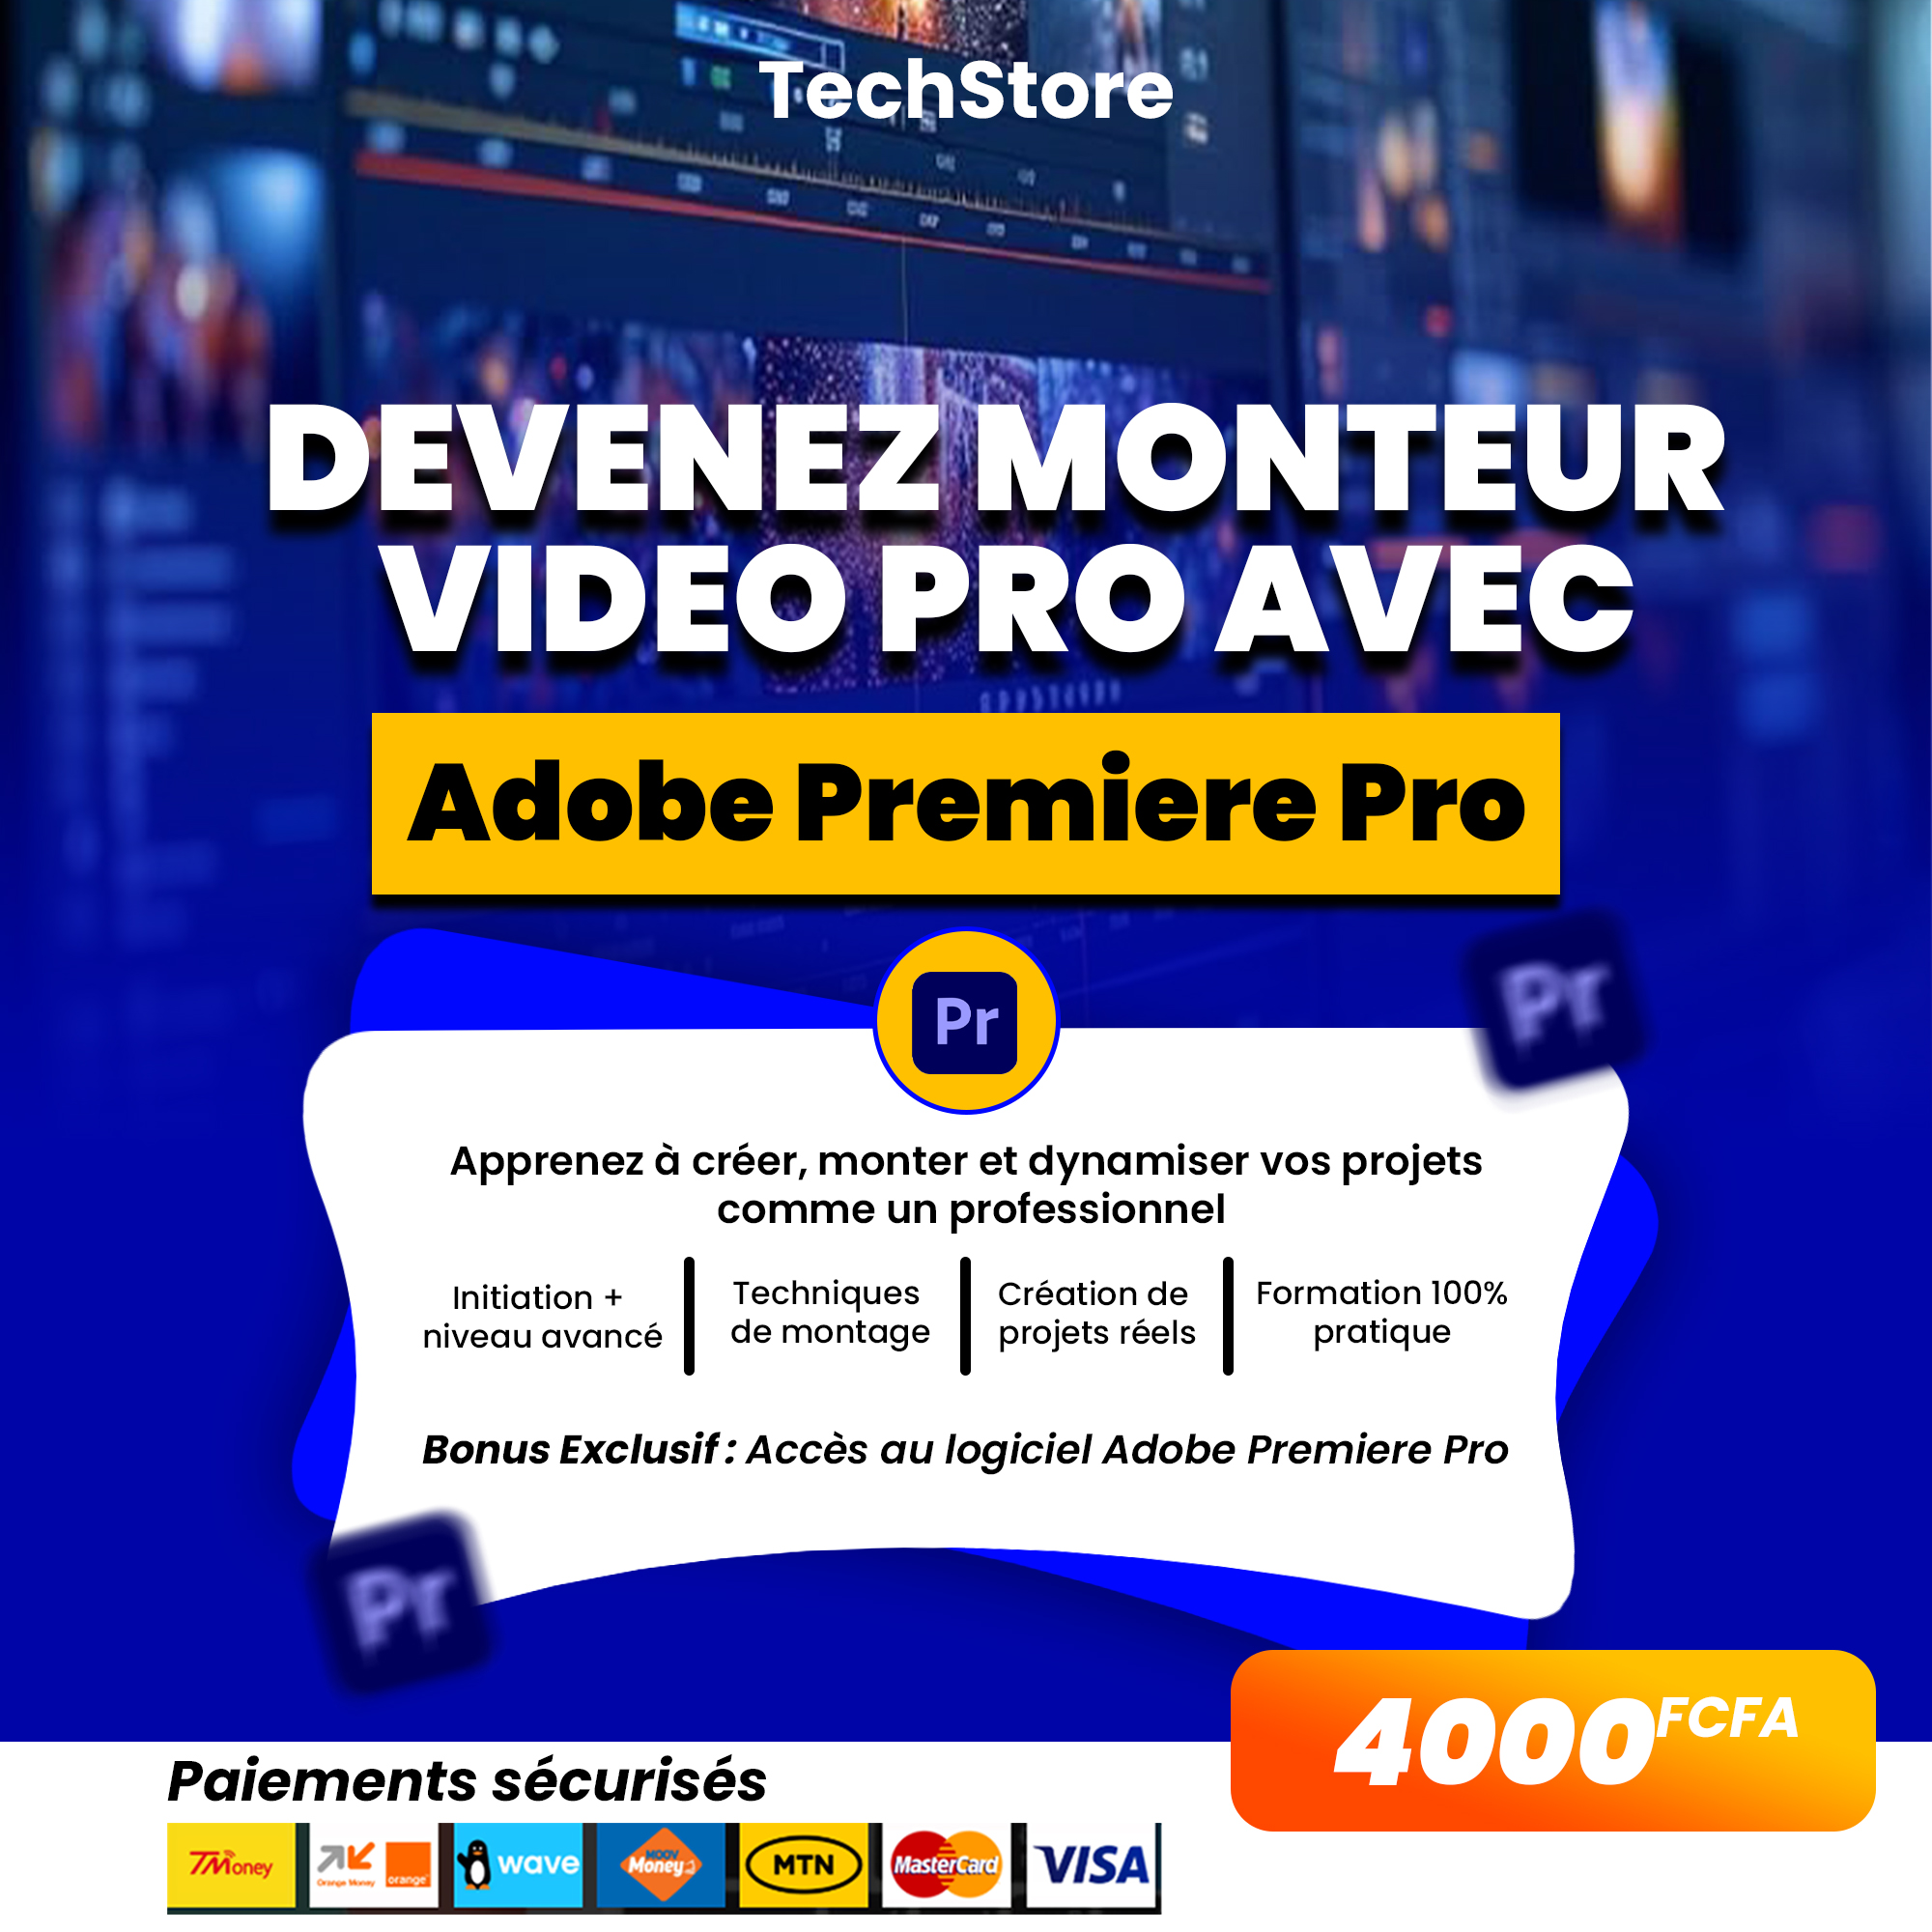 TechStore
DEVENEZ MONTEUR
VIDEO PRO AVEC
Adobe Premiere Pro
Pr
Pr
Apprenez à créer, monter et dynamiser vos projets
comme un professionnel
Initiation +
niveau avancé
Techniques
de montage
Création de
projets réels
Formation 100%
pratique
Bonus Exclusif : Accès au logiciel Adobe Premiere Pro
Pr
4000 FCFA
Paiements sécurisés
TMoney
Orange Money
orange
wave
MOOV
Money
MTN
MasterCard
VISA